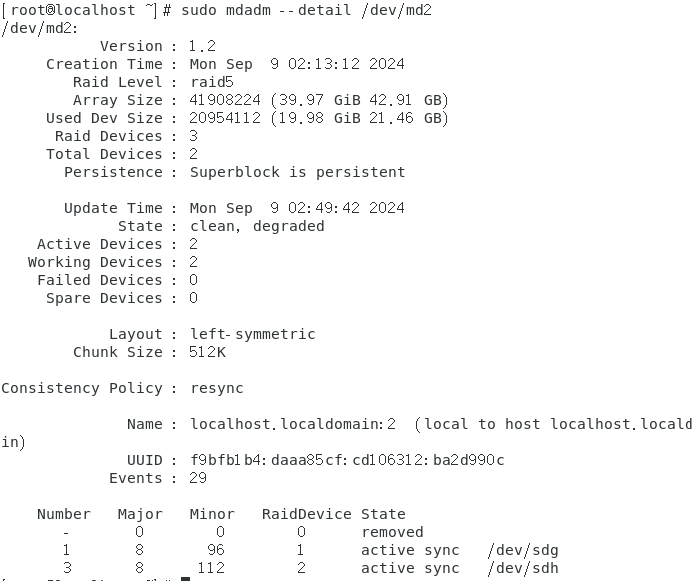 [root@localhost ~]# sudo mdadm --detail /dev/md2
/dev/md2:
Version : 1.2
Creation Time : Mon Sep  9 02:13:12 2024
Raid Level : raid5
Array Size : 41908224 (39.97 GiB 42.91 GB)
Used Dev Size : 20954112 (19.98 GiB 21.46 GB)
Raid Devices : 3
Total Devices : 2
Persistence : Superblock is persistent
Update Time : Mon Sep  9 02:49:42 2024
State : clean, degraded
Active Devices : 2
Working Devices : 2
Failed Devices : 0
Spare Devices : 0
Layout : left-symmetric
Chunk Size : 512K
Consistency Policy : resync
Name : localhost.localdomain:2  (local to host localhost.locald
in)
UUID : f9bfb1b4:daaa85cf:cd106312:ba2d990c
Events : 29
Number   Major   Minor   RaidDevice State
-       0        0        0      removed
1       8       96        1      active sync   /dev/sdg
3       8      112        2      active sync   /dev/sdh